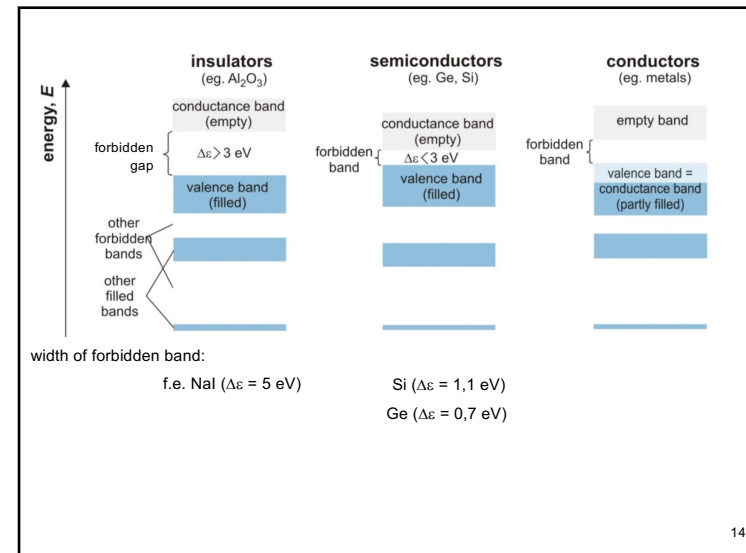 insulators
(eg. Al₂O₃)
semiconductors
(eg. Ge, Si)
conductors
(eg. metals)
energy, E
conductance band
(empty)
forbidden
gap
Δε>3 eV
valence band
(filled)
other
forbidden
bands
other
filled
bands
conductance band
(empty)
forbidden
band
Δε<3 eV
valence band
(filled)
empty band
forbidden
band
valence band =
conductance band
(partly filled)
width of forbidden band:
f.e. NaI (Δε = 5 eV)
Si (Δε = 1,1 eV)
Ge (Δε = 0,7 eV)
14